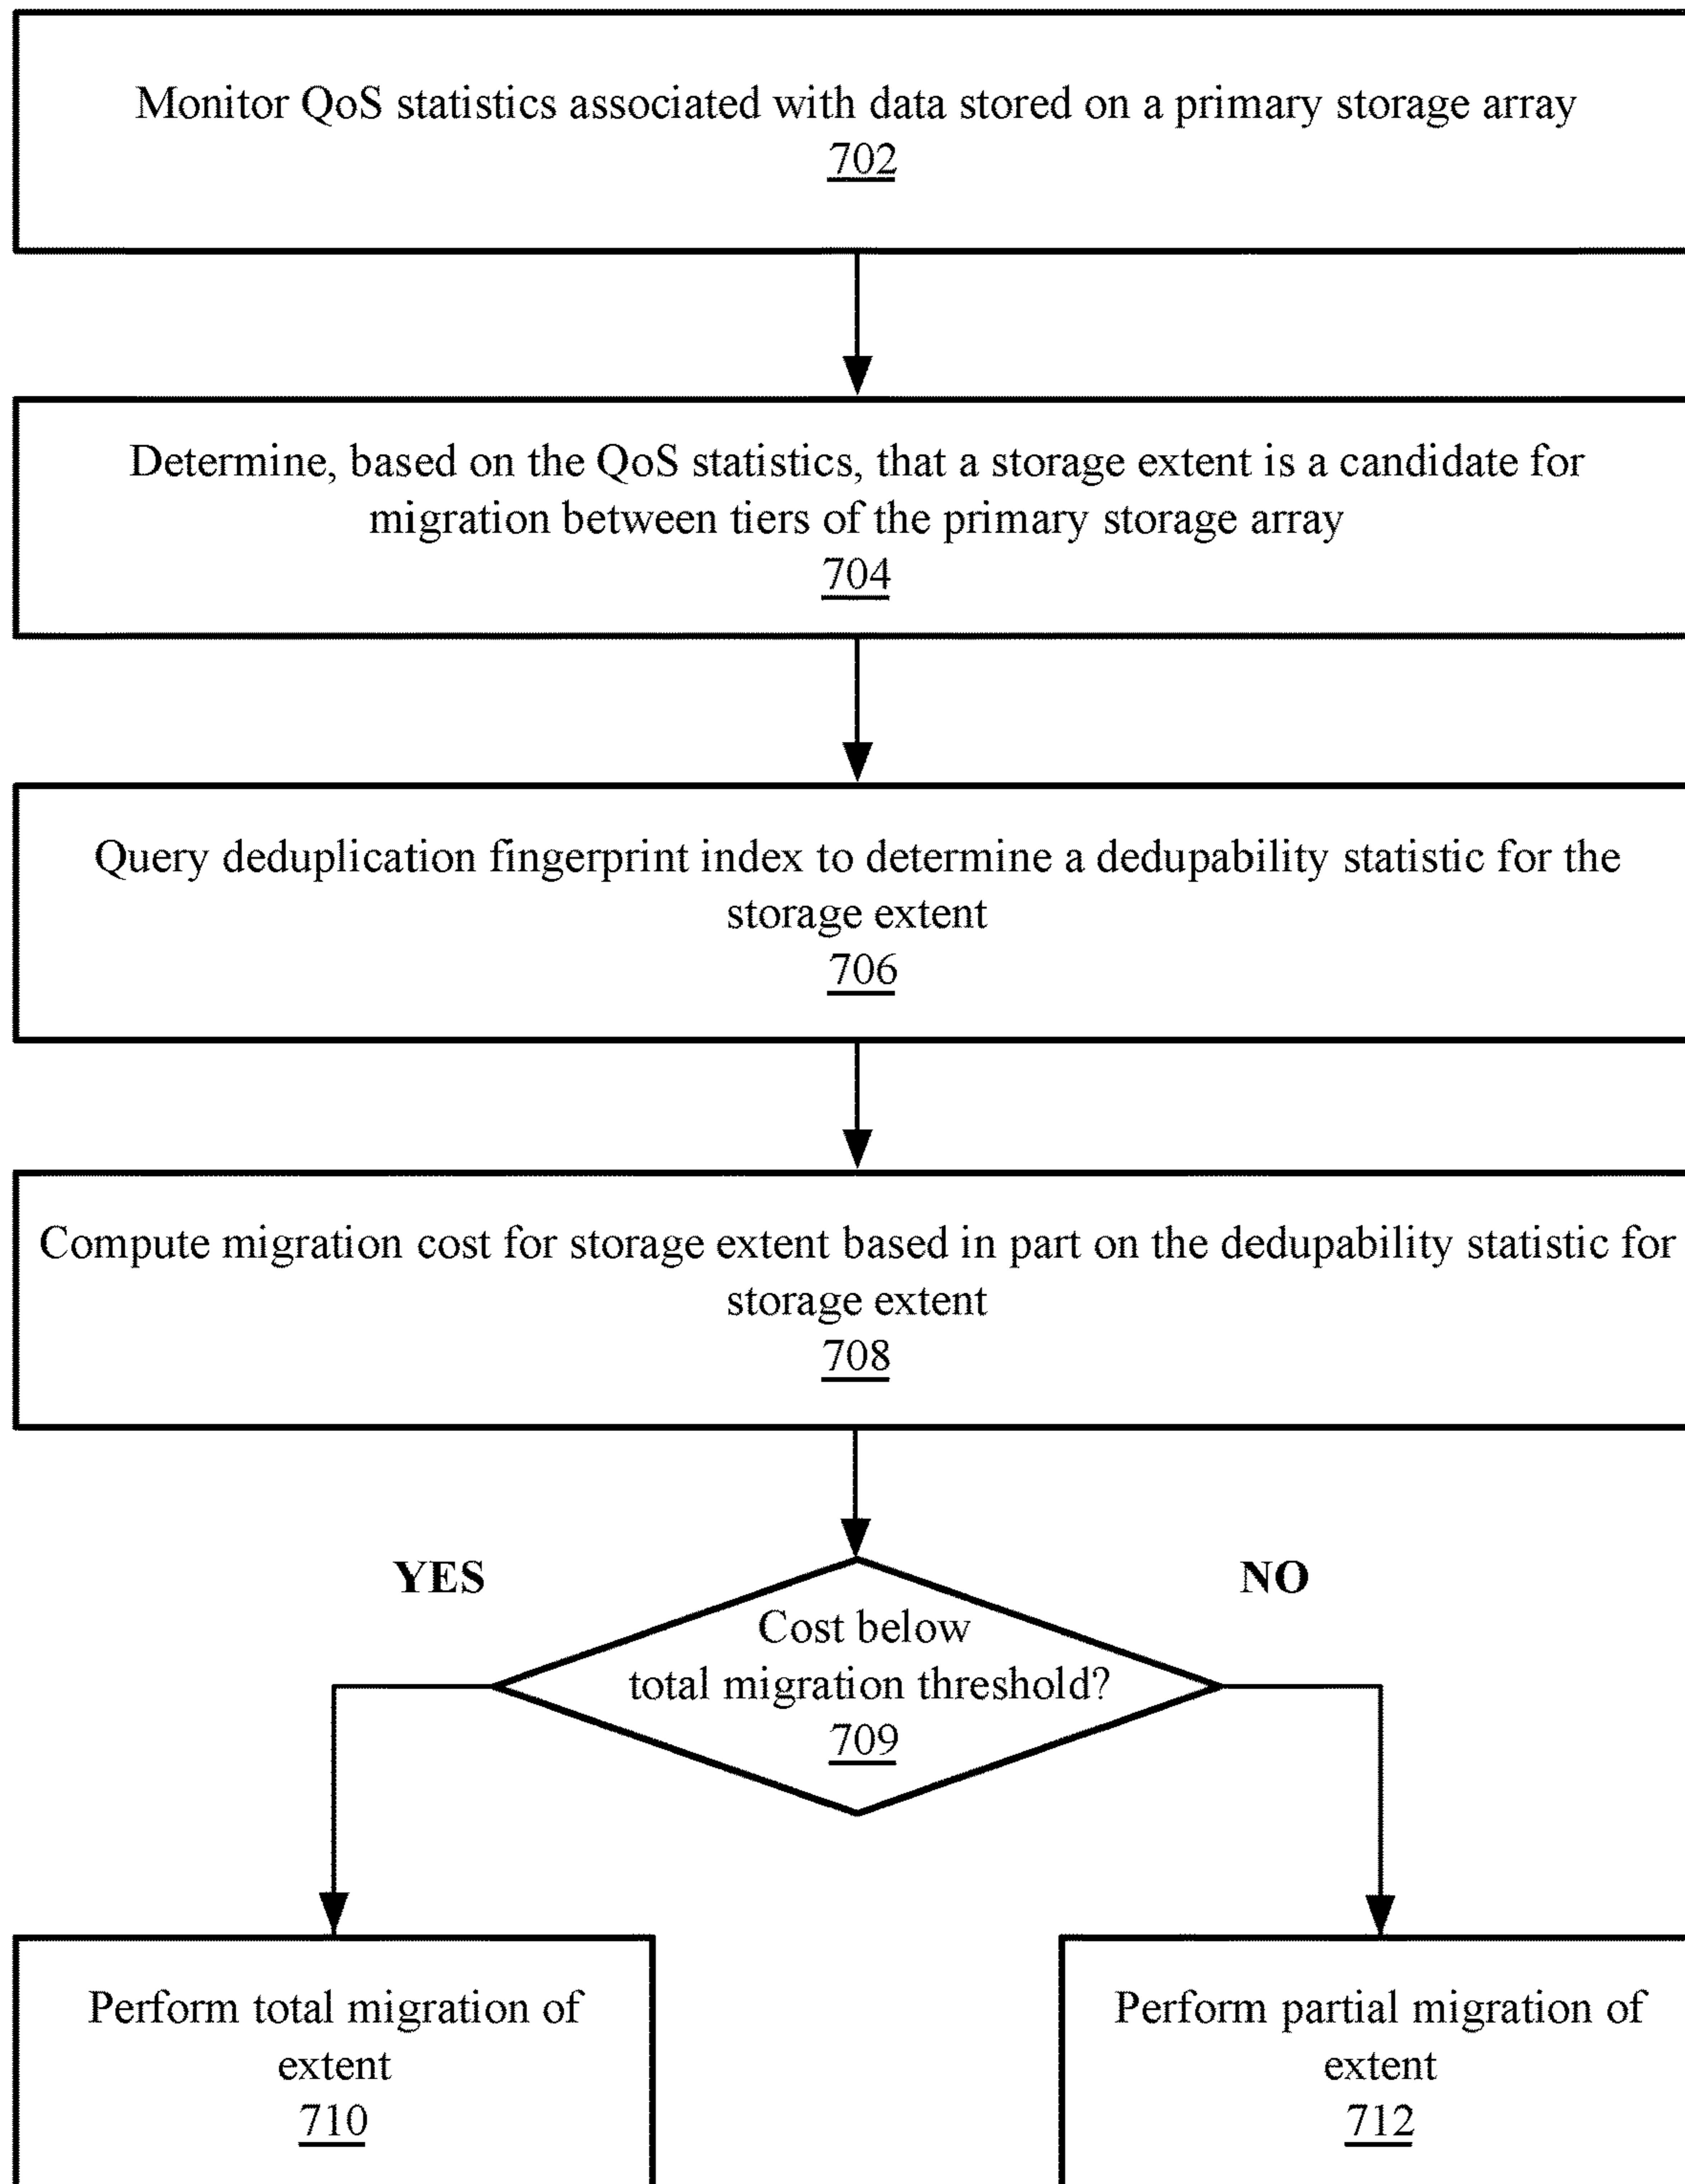 Monitor QoS statistics associated with data stored on a primary storage array
702
Determine, based on the QoS statistics, that a storage extent is a candidate for
migration between tiers of the primary storage array
704
Query deduplication fingerprint index to determine a dedupability statistic for the
storage extent
706
Compute migration cost for storage extent based in part on the dedupability statistic for
storage extent
708
YES
NO
Cost below
total migration threshold?
709
Perform total migration of
extent
710
Perform partial migration of
extent
712